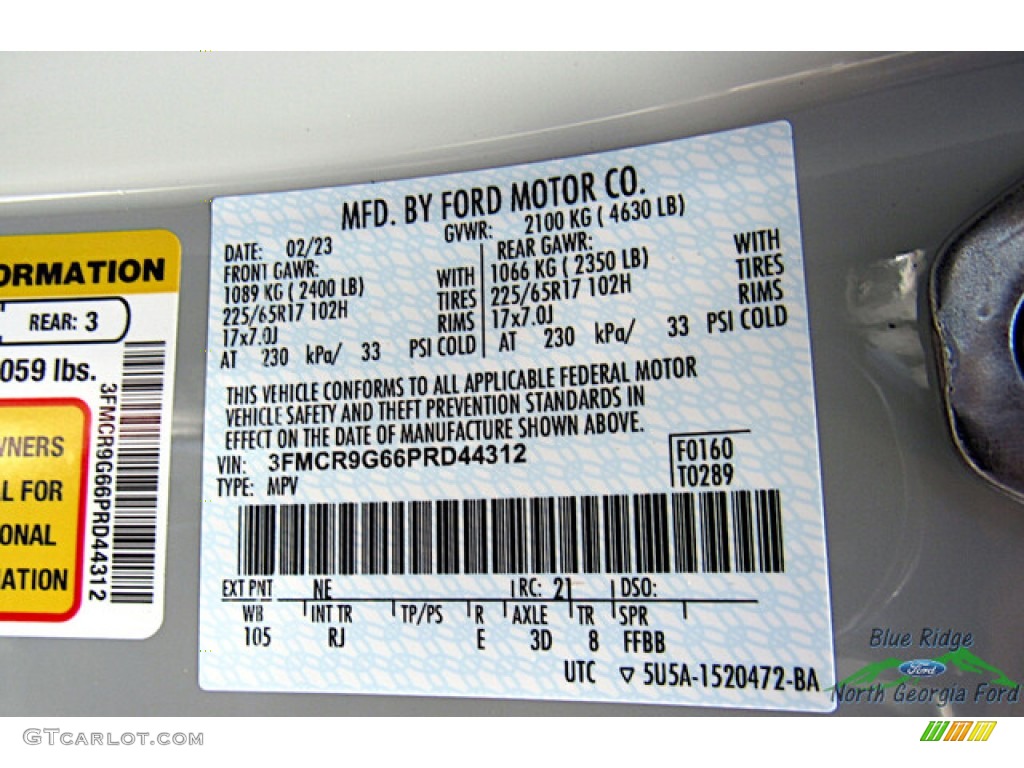 MFD. BY FORD MOTOR CO.
DATE: 02/23 GVWR: 2100 KG ( 4630 LB)
FRONT GAWR: REAR GAWR:
1089 KG ( 2400 LB) WITH 1066 KG ( 2350 LB) WITH
225/65R17 102H TIRES 225/65R17 102H TIRES
17x7.0J RIMS 17x7.0J RIMS
AT 230 kPa/ 33 PSI COLD AT 230 kPa/ 33 PSI COLD
THIS VEHICLE CONFORMS TO ALL APPLICABLE FEDERAL MOTOR
VEHICLE SAFETY AND THEFT PREVENTION STANDARDS IN
EFFECT ON THE DATE OF MANUFACTURE SHOWN ABOVE.
VIN: 3FMCR9G66PRD44312 F0160
TYPE: MPV T0289
EXT PNT NE RC: 21 DSO:
WB INT TR TP/PS R AXLE TR SPR
105 RJ E 3D 8 FFBB
UTC ▽ 5U5A-1520472-BA
REAR: 3
059 lbs.
3FMCR9G66PRD44312
L FOR
Blue Ridge
Ford
North Georgia Ford
GTCARLOT.COM